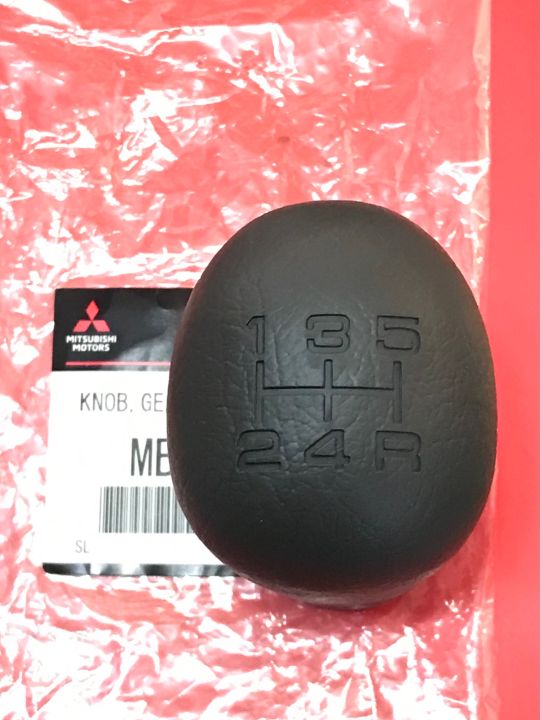 MITSUBISHI
MOTORS
KNOB, GE
MB
SL
1 3 5
2 4 R